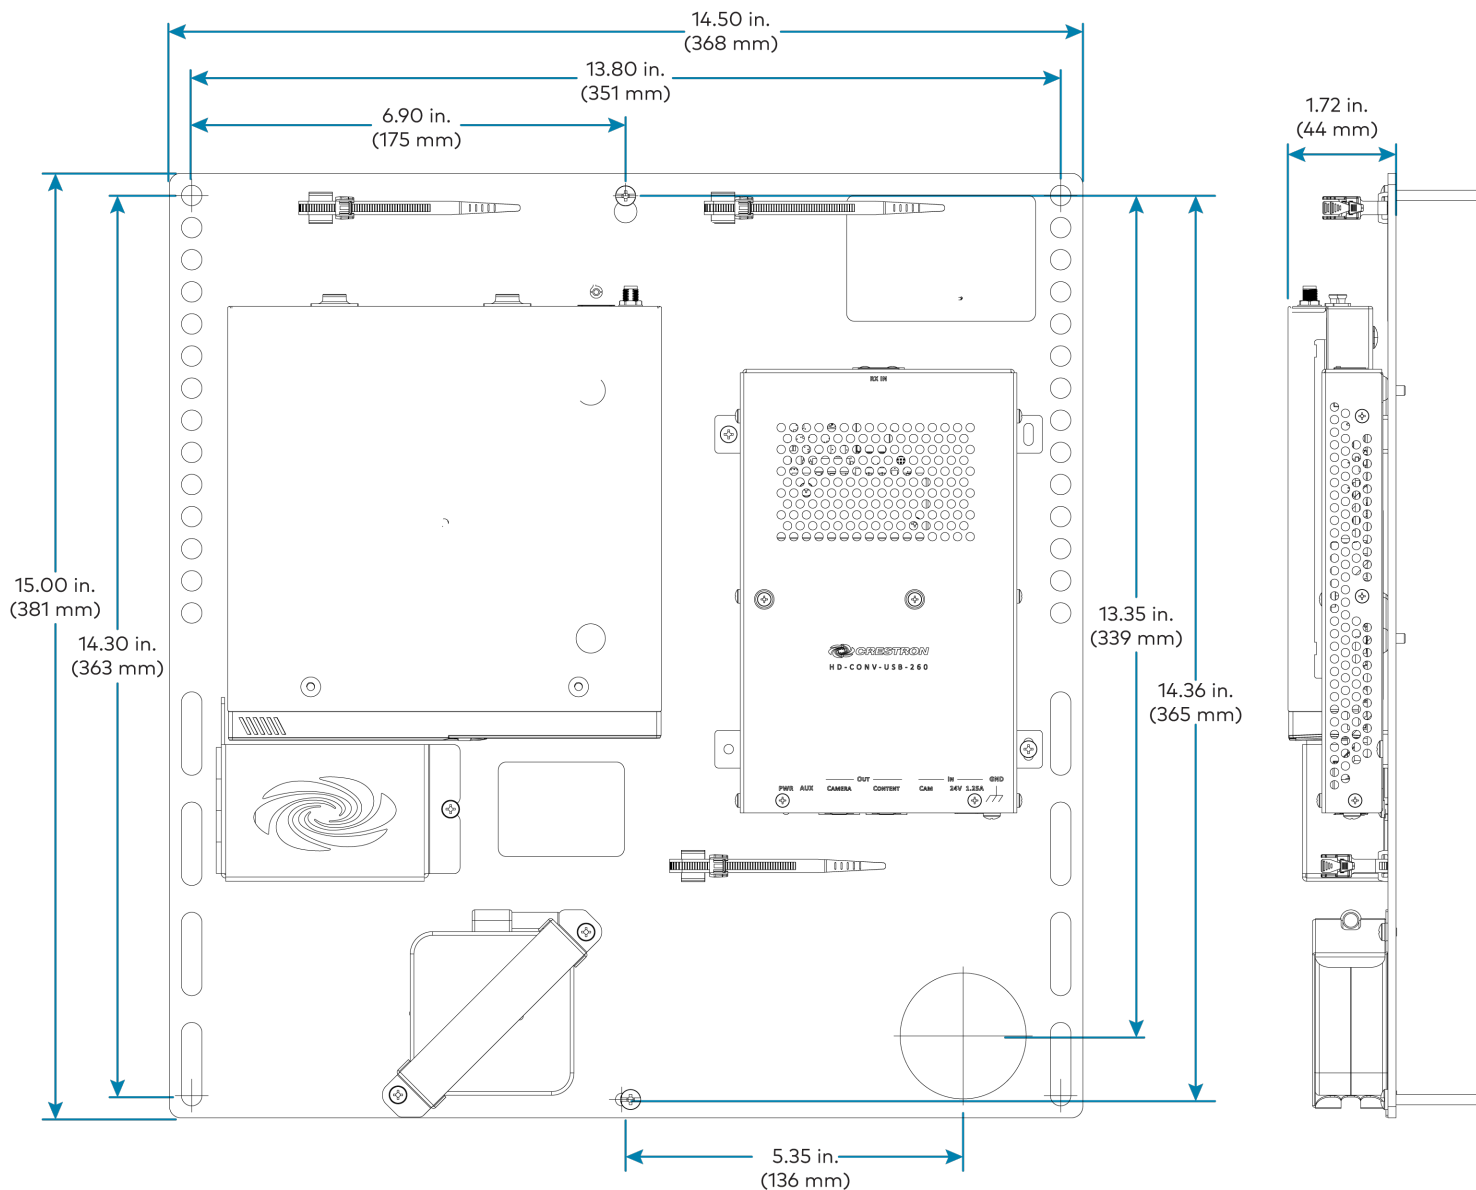 14.50 in.
(368 mm)
13.80 in.
(351 mm)
6.90 in.
(175 mm)
1.72 in.
(44 mm)
RX IN
15.00 in.
(381 mm)
14.30 in.
(363 mm)
13.35 in.
(339 mm)
14.36 in.
(365 mm)
CRESTRON
HD-CONV-USB-260
OUT IN GND
PWR AUX CAMERA CONTENT CAM 24V 1.25A
5.35 in.
(136 mm)